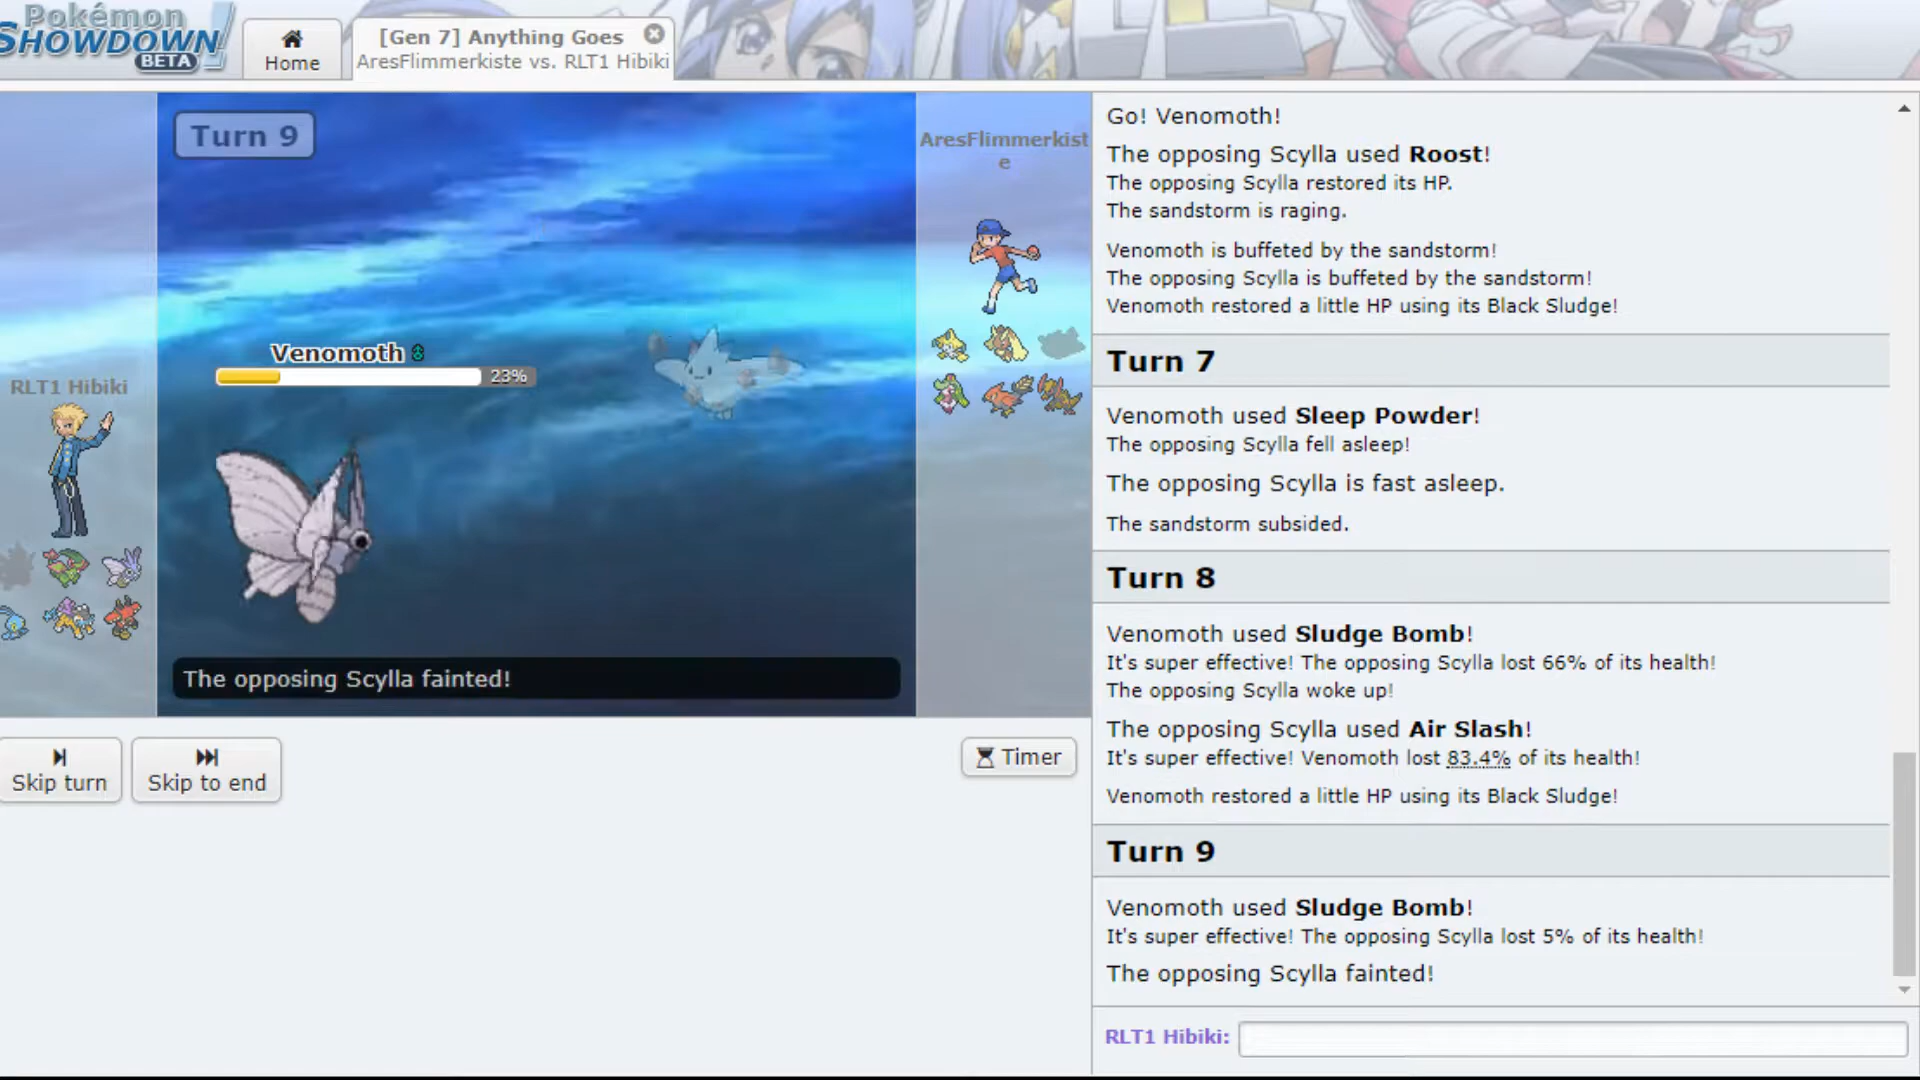 Pokémon
SHOWDOWN!
BETA
Home
[Gen 7] Anything Goes
AresFlimmerkiste vs. RLT1 Hibiki
Turn 9
AresFlimmerkist
e
Venomoth
23%
RLT1 Hibiki
The opposing Scylla fainted!
Skip turn
Skip to end
Timer
Go! Venomoth!
The opposing Scylla used Roost!
The opposing Scylla restored its HP.
The sandstorm is raging.
Venomoth is buffeted by the sandstorm!
The opposing Scylla is buffeted by the sandstorm!
Venomoth restored a little HP using its Black Sludge!
Turn 7
Venomoth used Sleep Powder!
The opposing Scylla fell asleep!
The opposing Scylla is fast asleep.
The sandstorm subsided.
Turn 8
Venomoth used Sludge Bomb!
It's super effective! The opposing Scylla lost 66% of its health!
The opposing Scylla woke up!
The opposing Scylla used Air Slash!
It's super effective! Venomoth lost 83.4% of its health!
Venomoth restored a little HP using its Black Sludge!
Turn 9
Venomoth used Sludge Bomb!
It's super effective! The opposing Scylla lost 5% of its health!
The opposing Scylla fainted!
RLT1 Hibiki: